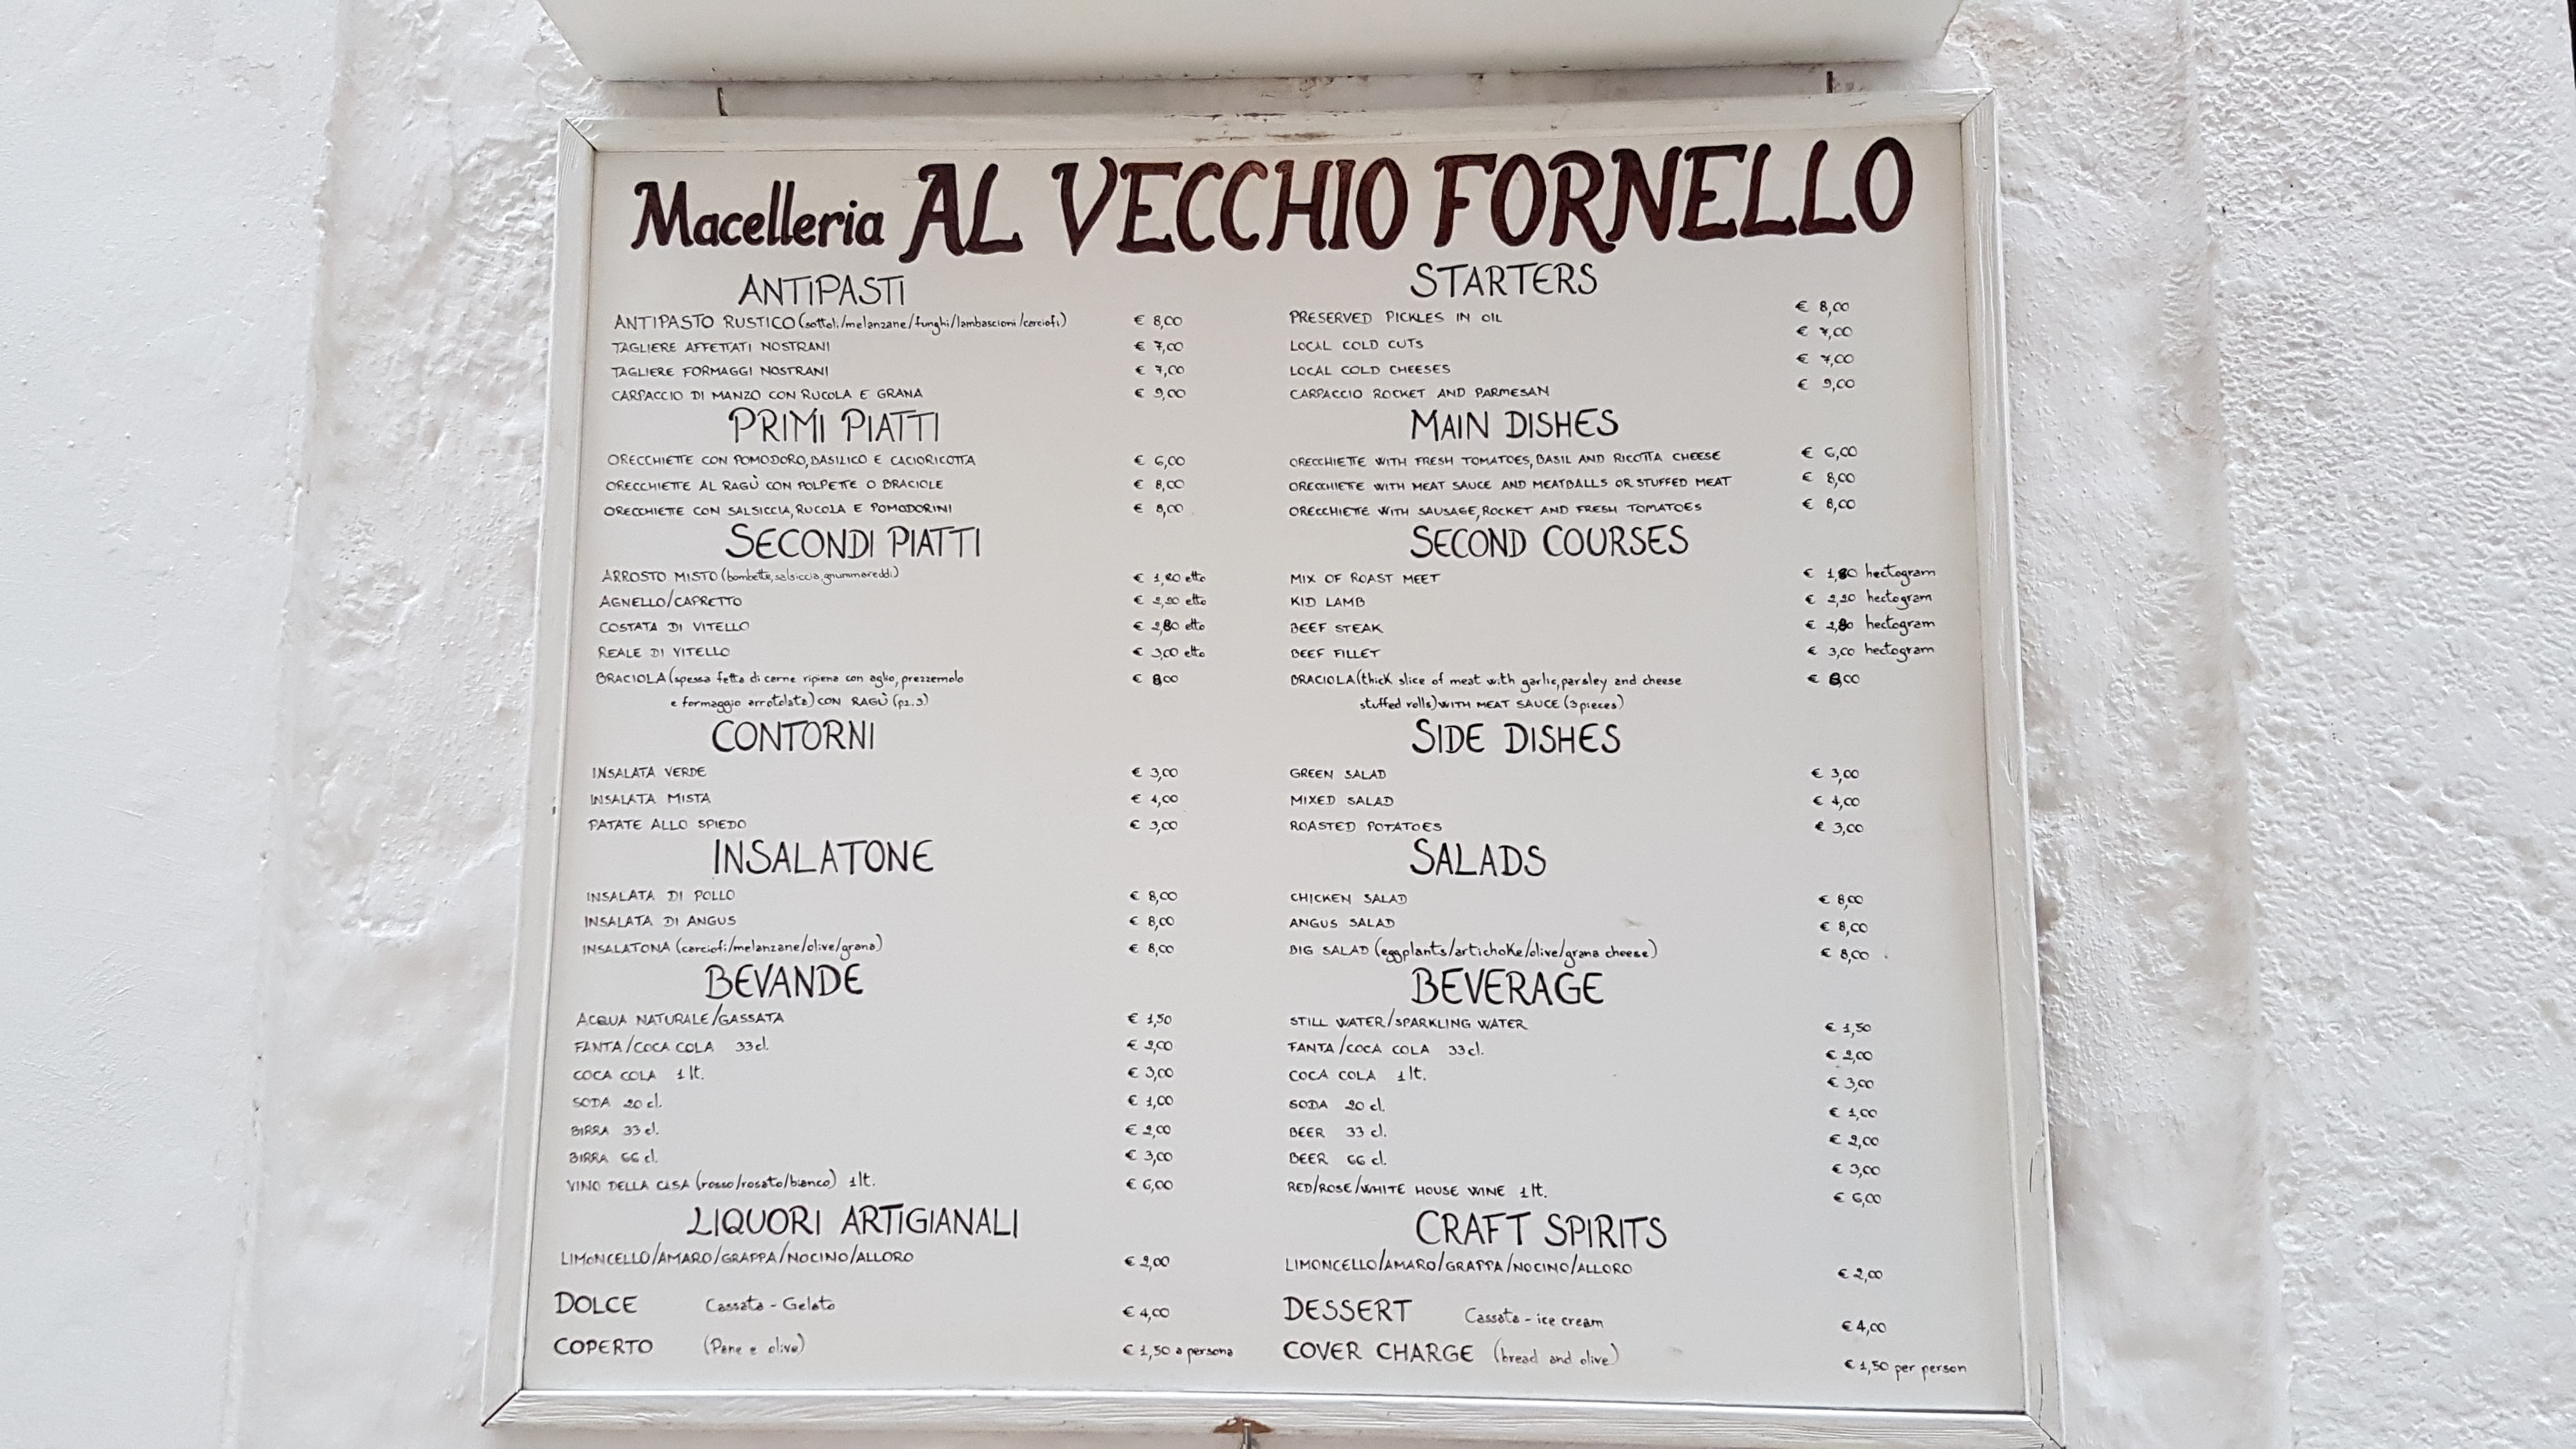 Macelleria AL VECCHIO FORNELLO
ANTIPASTI
ANTIPASTO RUSTICO (sottoli/melanzane/funghi/lambascioni/carciofi) € 8,00
TAGLIERE AFFETTATI NOSTRANI € 7,00
TAGLIERE FORMAGGI NOSTRANI € 7,00
CARPACCIO DI MANZO CON RUCOLA E GRANA € 9,00
PRIMI PIATTI
ORECCHIETTE CON POMODORO, BASILICO E CACIORICOTTA € 6,00
ORECCHIETTE AL RAGÙ CON POLPETTE O BRACIOLE € 8,00
ORECCHIETTE CON SALSICCIA, RUCOLA E POMODORINI € 8,00
SECONDI PIATTI
ARROSTO MISTO (bombette, salsiccia, gnummareddi) € 1,80 etto
AGNELLO/CAPRETTO € 2,20 etto
COSTATA DI VITELLO € 2,80 etto
REALE DI VITELLO € 3,00 etto
BRACIOLA (spessa fetta di carne ripiena con aglio, prezzemolo € 8,00
e formaggio arrotolata) CON RAGÙ (pz. 3)
CONTORNI
INSALATA VERDE € 3,00
INSALATA MISTA € 4,00
PATATE ALLO SPIEDO € 3,00
INSALATONE
INSALATA DI POLLO € 8,00
INSALATA DI ANGUS € 8,00
INSALATONA (carciofi/melanzane/olive/grana) € 8,00
BEVANDE
ACQUA NATURALE/GASSATA € 1,50
FANTA/COCA COLA 33 cl. € 2,00
COCA COLA 1 lt. € 3,00
SODA 20 cl. € 1,00
BIRRA 33 cl. € 2,00
BIRRA 66 cl. € 3,00
VINO DELLA CASA (rosso/rosato/bianco) 1 lt. € 6,00
LIQUORI ARTIGIANALI
LIMONCELLO/AMARO/GRAPPA/NOCINO/ALLORO € 2,00
DOLCE Cassata - Gelato € 4,00
COPERTO (Pane e olive) € 1,50 a persona
STARTERS
PRESERVED PICKLES IN OIL € 8,00
LOCAL COLD CUTS € 7,00
LOCAL COLD CHEESES € 7,00
CARPACCIO ROCKET AND PARMESAN € 9,00
MAIN DISHES
ORECCHIETTE WITH FRESH TOMATOES, BASIL AND RICOTTA CHEESE € 6,00
ORECCHIETTE WITH MEAT SAUCE AND MEATBALLS OR STUFFED MEAT € 8,00
ORECCHIETTE WITH SAUSAGE, ROCKET AND FRESH TOMATOES € 8,00
SECOND COURSES
MIX OF ROAST MEET € 1,80 hectogram
KID LAMB € 2,20 hectogram
BEEF STEAK € 2,80 hectogram
BEEF FILLET € 3,00 hectogram
BRACIOLA (thick slice of meat with garlic, parsley and cheese € 8,00
stuffed rolls) WITH MEAT SAUCE (3 pieces)
SIDE DISHES
GREEN SALAD € 3,00
MIXED SALAD € 4,00
ROASTED POTATOES € 3,00
SALADS
CHICKEN SALAD € 8,00
ANGUS SALAD € 8,00
BIG SALAD (eggplants/artichoke/olive/grana cheese) € 8,00
BEVERAGE
STILL WATER/SPARKLING WATER € 1,50
FANTA/COCA COLA 33 cl. € 2,00
COCA COLA 1 lt. € 3,00
SODA 20 cl. € 1,00
BEER 33 cl. € 2,00
BEER 66 cl. € 3,00
RED/ROSE/WHITE HOUSE WINE 1 lt. € 6,00
CRAFT SPIRITS
LIMONCELLO/AMARO/GRAPPA/NOCINO/ALLORO € 2,00
DESSERT Cassata - ice cream € 4,00
COVER CHARGE (bread and olive) € 1,50 per person